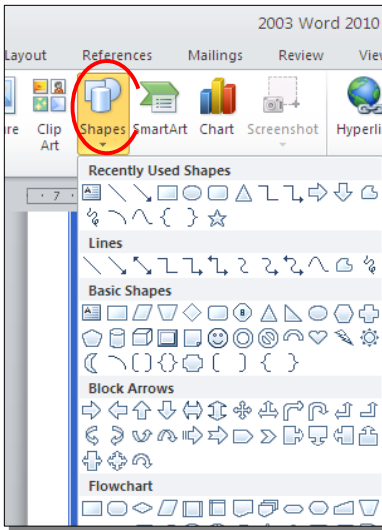 2003 Word 2010
Layout References Mailings Review View
Clip Art Shapes SmartArt Chart Screenshot
Recently Used Shapes
7
Lines
Basic Shapes
Block Arrows
Flowchart